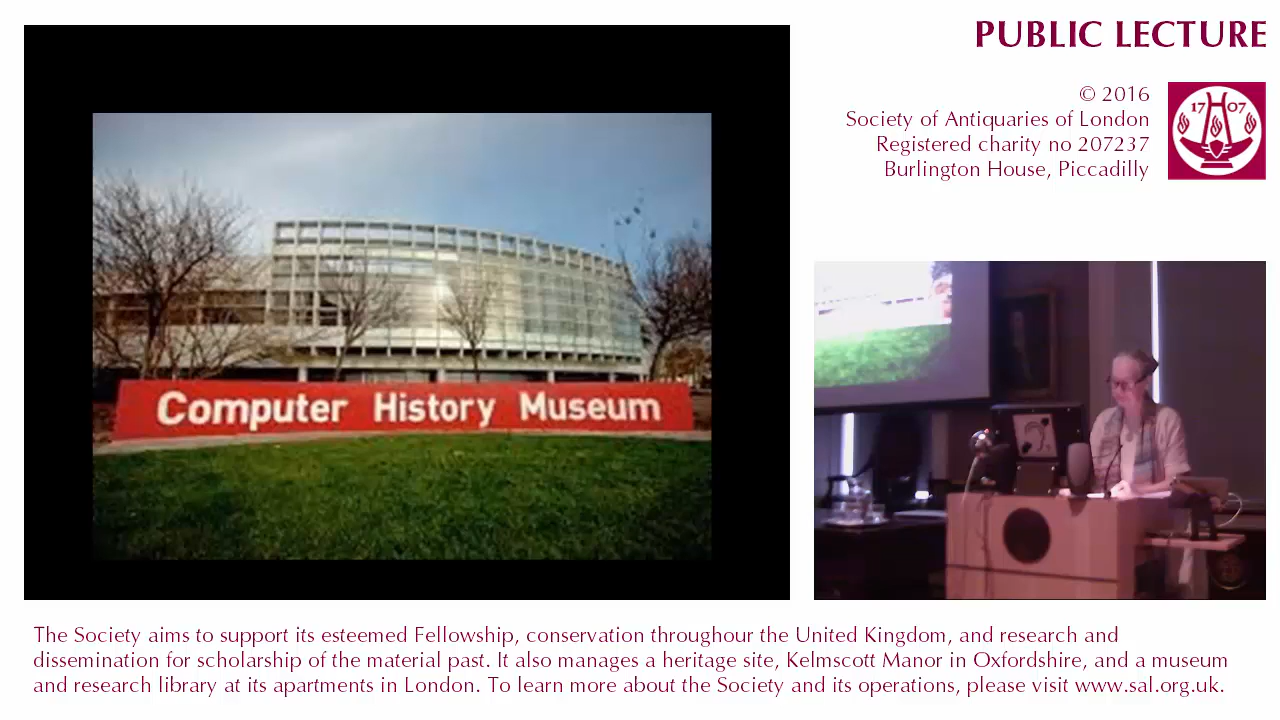 PUBLIC LECTURE
© 2016
Society of Antiquaries of London
Registered charity no 207237
Burlington House, Piccadilly
17 07
Computer History Museum
The Society aims to support its esteemed Fellowship, conservation throughour the United Kingdom, and research and
dissemination for scholarship of the material past. It also manages a heritage site, Kelmscott Manor in Oxfordshire, and a museum
and research library at its apartments in London. To learn more about the Society and its operations, please visit www.sal.org.uk.